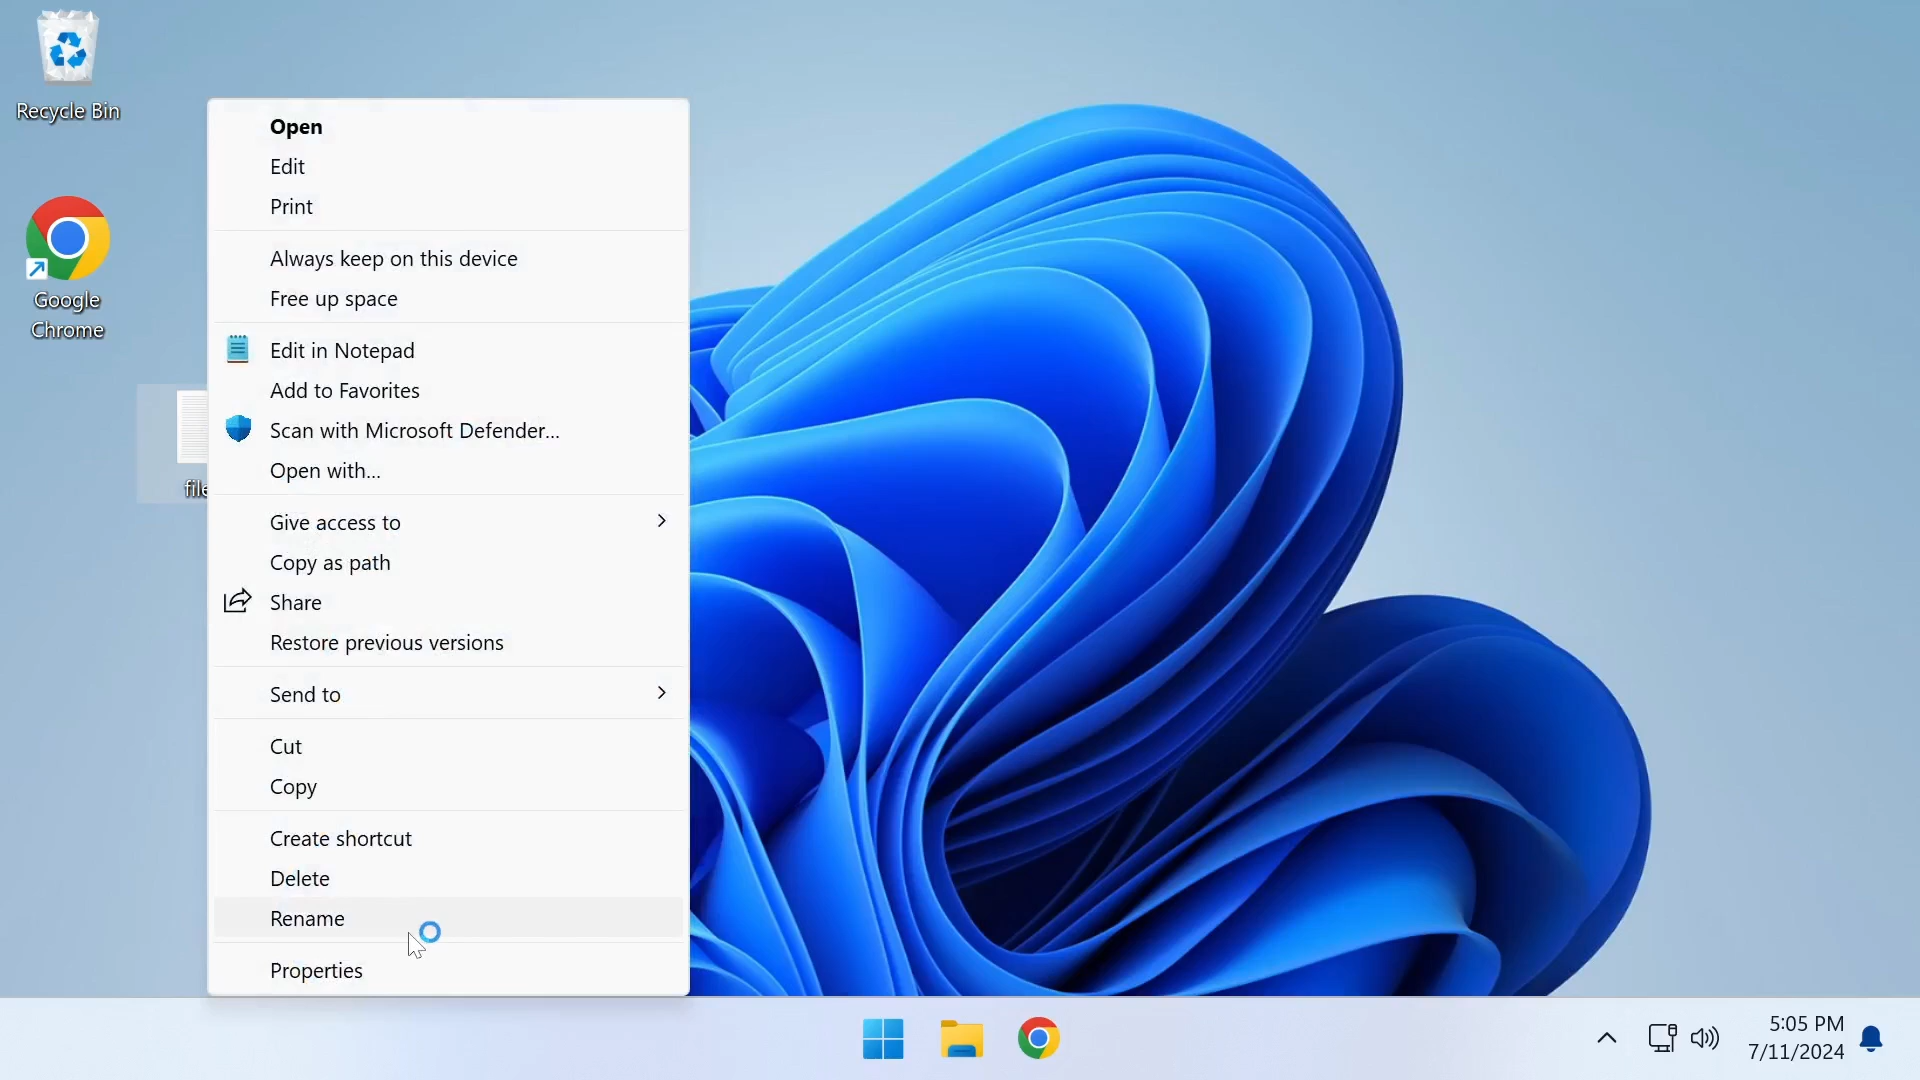 Recycle Bin
Google
Chrome
file
Open
Edit
Print
Always keep on this device
Free up space
Edit in Notepad
Add to Favorites
Scan with Microsoft Defender...
Open with...
Give access to
Copy as path
Share
Restore previous versions
Send to
Cut
Copy
Create shortcut
Delete
Rename
Properties
5:05 PM
7/11/2024